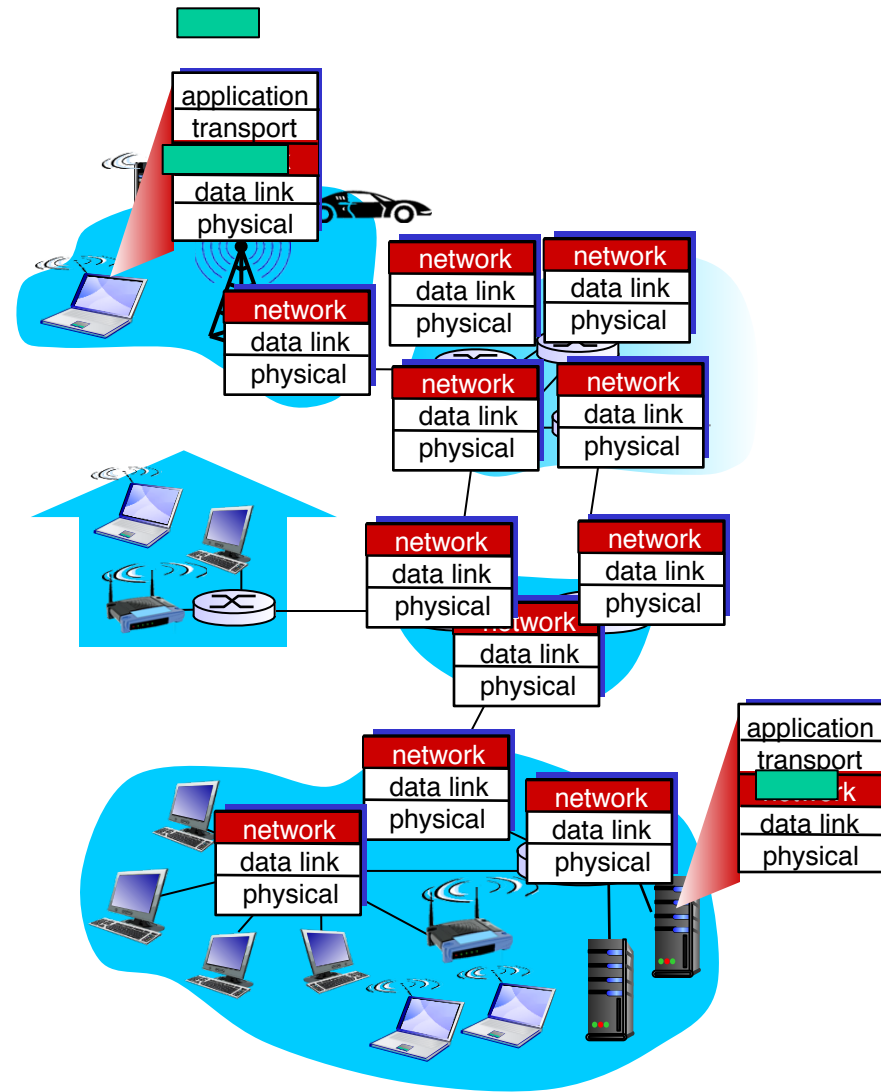 application
transport
data link
physical
network
data link
physical
network
data link
physical
network
data link
physical
network
data link
physical
network
data link
physical
network
data link
physical
network
data link
physical
network
data link
physical
application
transport
data link
physical
network
data link
physical
network
data link
physical
network
data link
physical